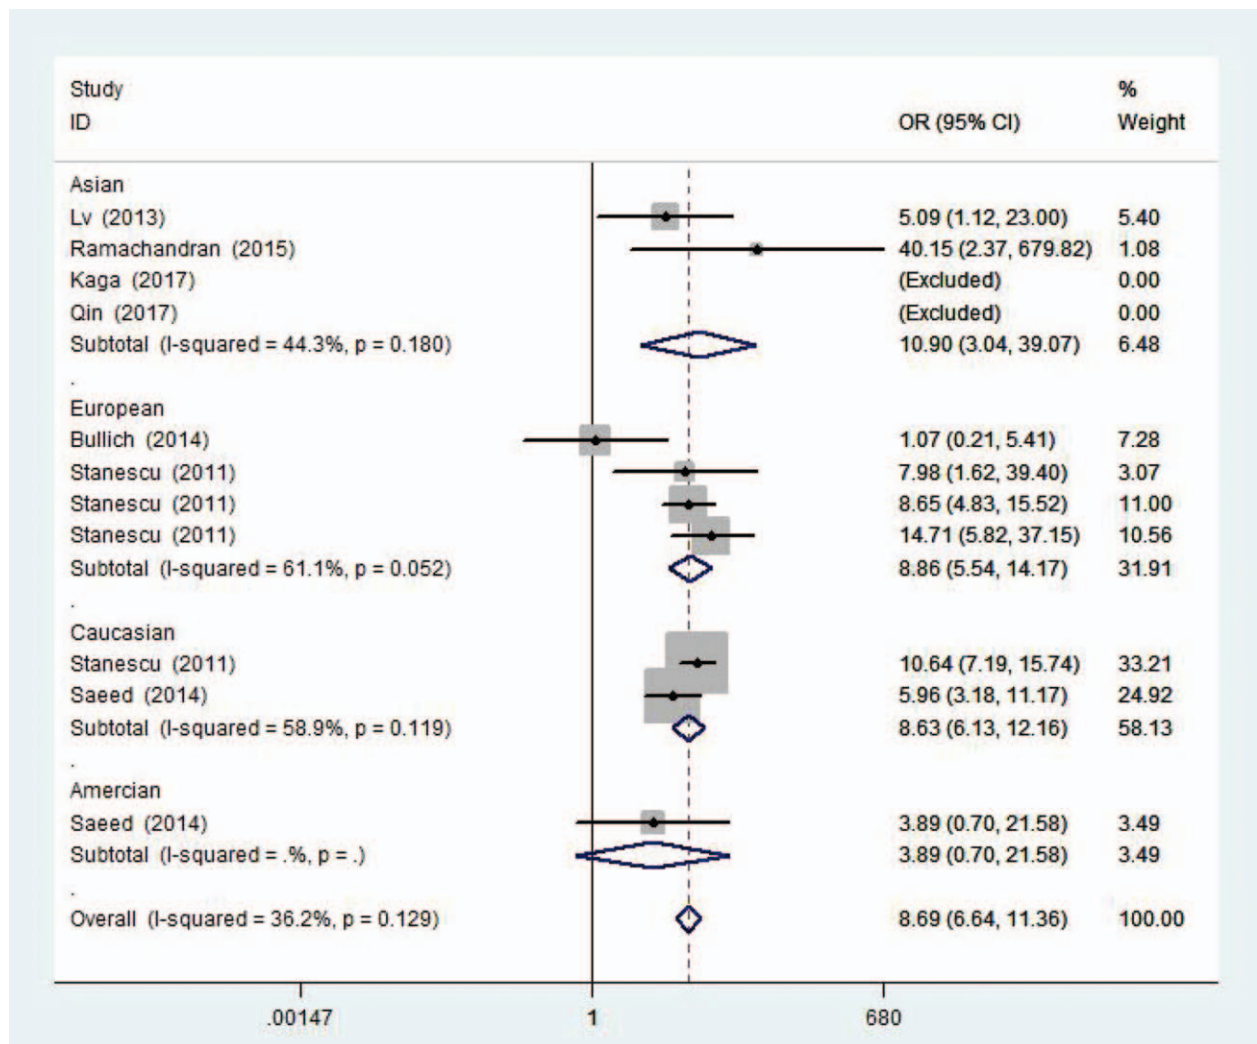 Study %
ID OR (95% CI) Weight
Asian
Lv (2013) 5.09 (1.12, 23.00) 5.40
Ramachandran (2015) 40.15 (2.37, 679.82) 1.08
Kaga (2017) (Excluded) 0.00
Qin (2017) (Excluded) 0.00
Subtotal (I-squared = 44.3%, p = 0.180) 10.90 (3.04, 39.07) 6.48
.
European
Bullich (2014) 1.07 (0.21, 5.41) 7.28
Stanescu (2011) 7.98 (1.62, 39.40) 3.07
Stanescu (2011) 8.65 (4.83, 15.52) 11.00
Stanescu (2011) 14.71 (5.82, 37.15) 10.56
Subtotal (I-squared = 61.1%, p = 0.052) 8.86 (5.54, 14.17) 31.91
.
Caucasian
Stanescu (2011) 10.64 (7.19, 15.74) 33.21
Saeed (2014) 5.96 (3.18, 11.17) 24.92
Subtotal (I-squared = 58.9%, p = 0.119) 8.63 (6.13, 12.16) 58.13
.
Amercian
Saeed (2014) 3.89 (0.70, 21.58) 3.49
Subtotal (I-squared = .%, p = .) 3.89 (0.70, 21.58) 3.49
.
Overall (I-squared = 36.2%, p = 0.129) 8.69 (6.64, 11.36) 100.00
.00147 1 680